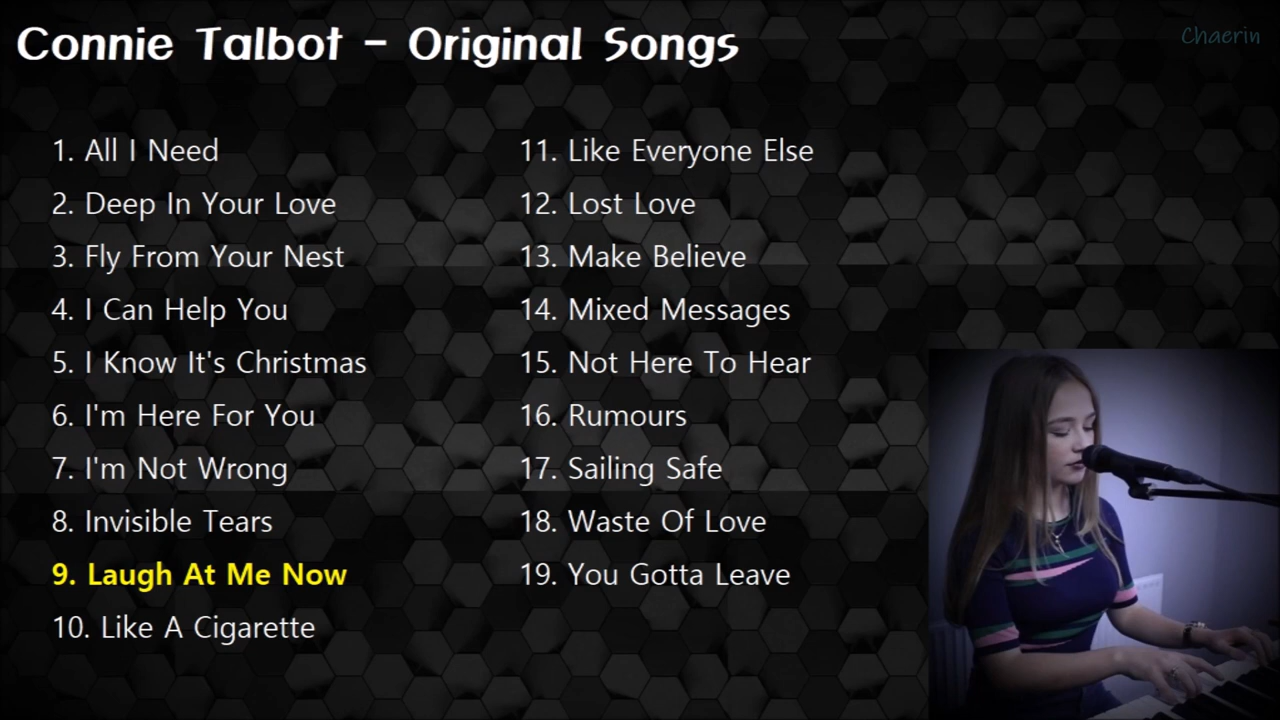 Connie Talbot - Original Songs
Chaerin
1. All I Need
2. Deep In Your Love
3. Fly From Your Nest
4. I Can Help You
5. I Know It's Christmas
6. I'm Here For You
7. I'm Not Wrong
8. Invisible Tears
9. Laugh At Me Now
10. Like A Cigarette
11. Like Everyone Else
12. Lost Love
13. Make Believe
14. Mixed Messages
15. Not Here To Hear
16. Rumours
17. Sailing Safe
18. Waste Of Love
19. You Gotta Leave